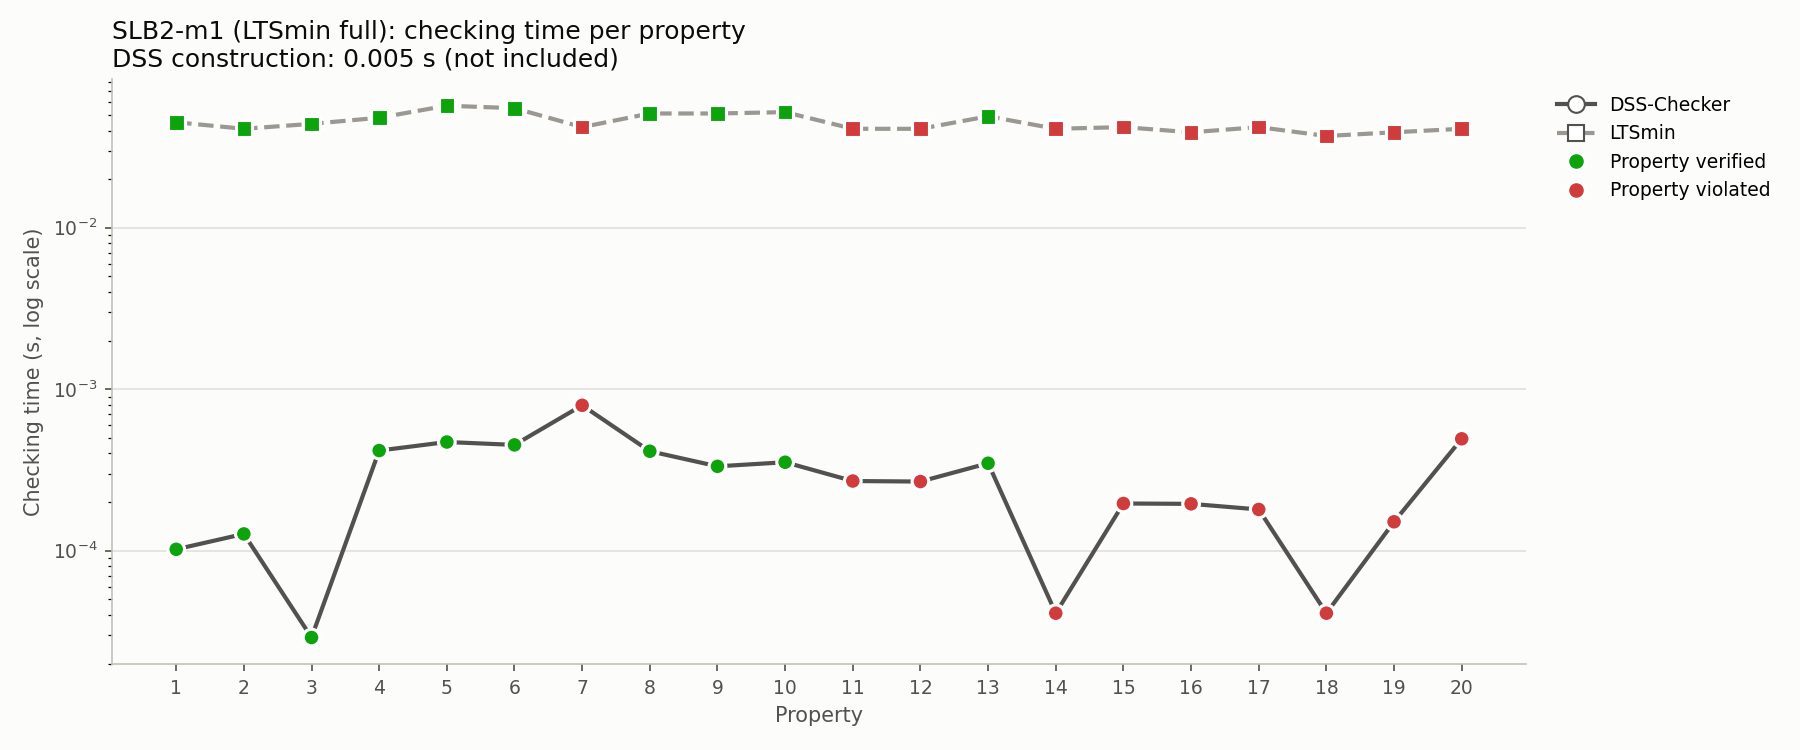 SLB2-m1 (LTSmin full): checking time per property
DSS construction: 0.005 s (not included)
DSS-Checker
LTSmin
Property verified
Property violated
Checking time (s, log scale)
10⁻²
10⁻³
10⁻⁴
1 2 3 4 5 6 7 8 9 10 11 12 13 14 15 16 17 18 19 20
Property